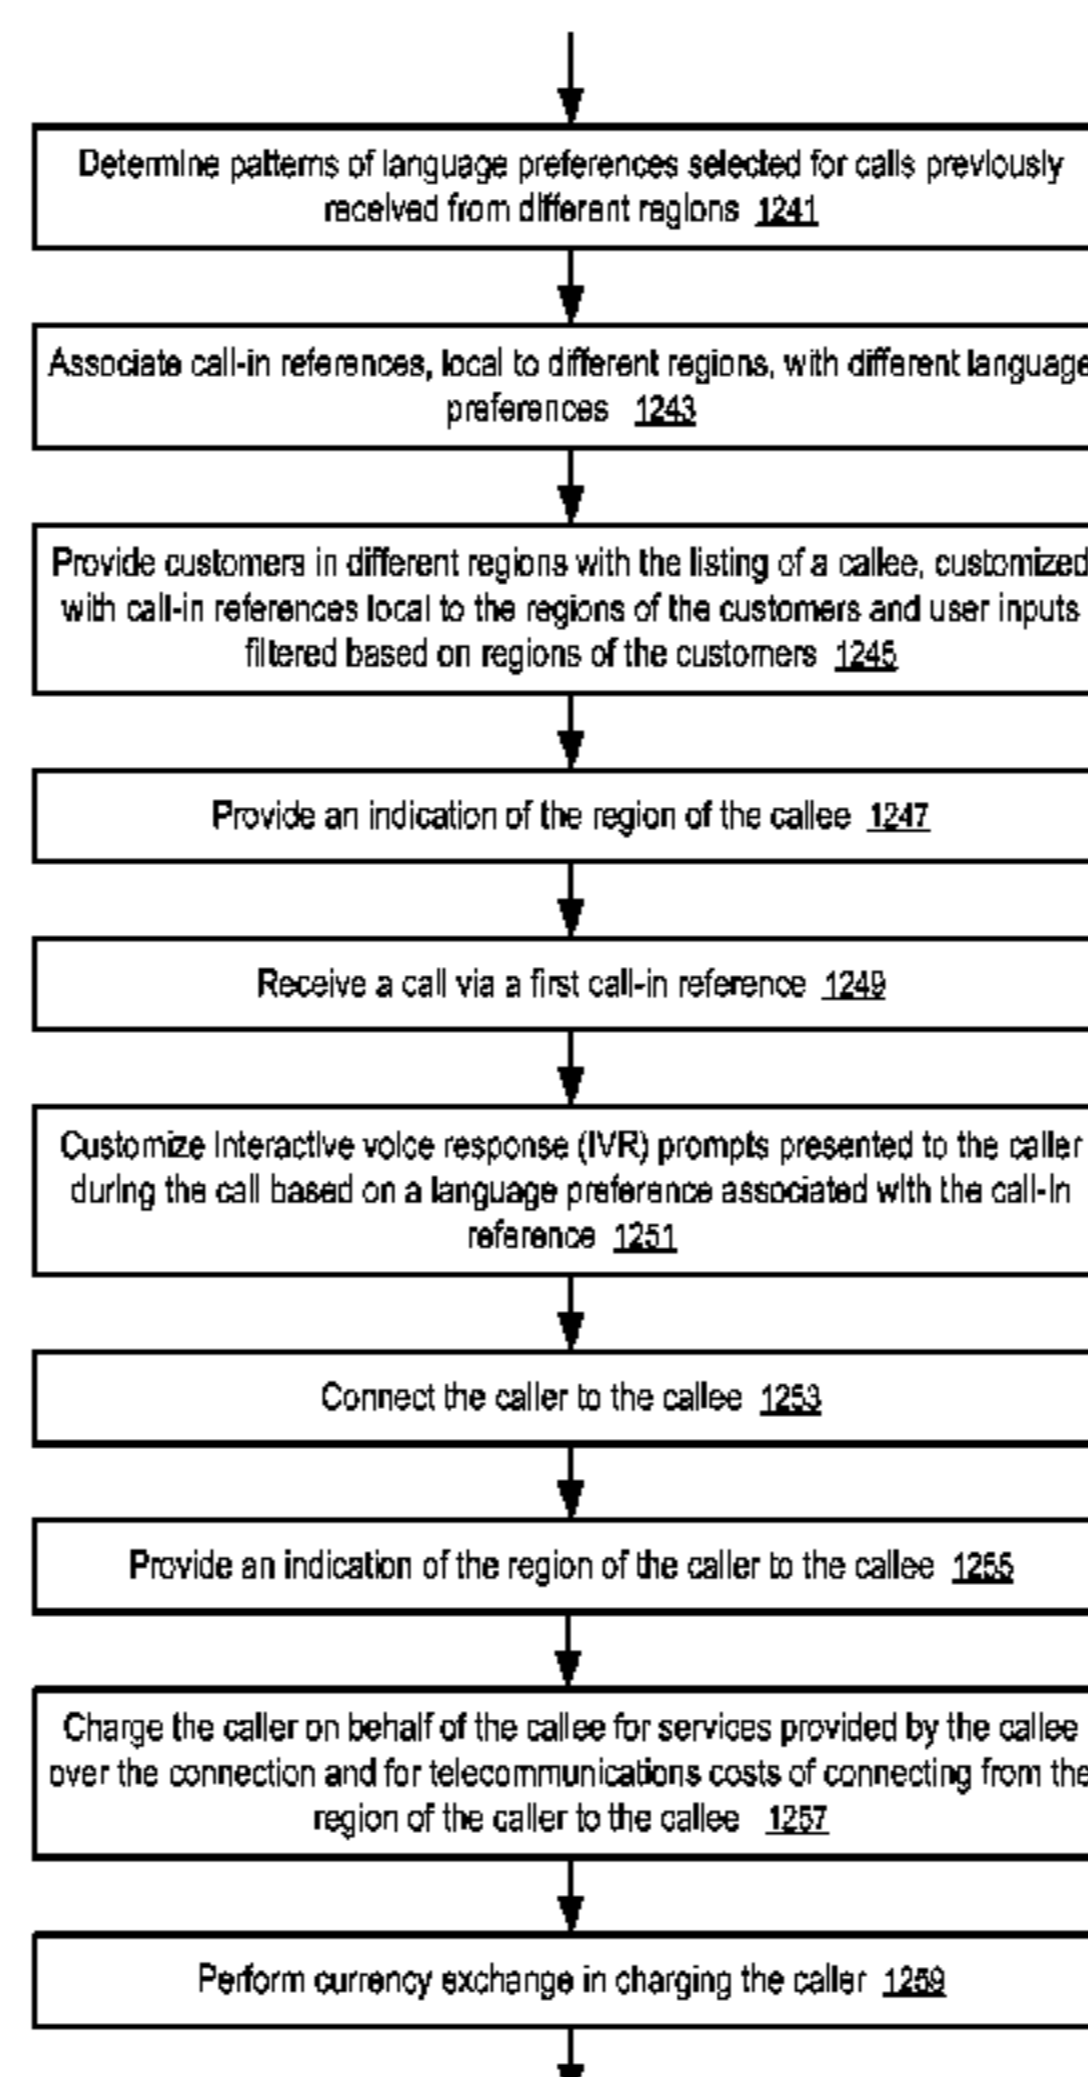 Determine patterns of language preferences selected for calls previously
received from different regions 1241
Associate call-in references, local to different regions, with different language
preferences 1243
Provide customers in different regions with the listing of a callee, customized
with call-in references local to the regions of the customers and user inputs
filtered based on regions of the customers 1245
Provide an indication of the region of the callee 1247
Receive a call via a first call-in reference 1249
Customize interactive voice response (IVR) prompts presented to the caller
during the call based on a language preference associated with the call-in
reference 1251
Connect the caller to the callee 1253
Provide an indication of the region of the caller to the callee 1255
Charge the caller on behalf of the callee for services provided by the callee
over the connection and for telecommunications costs of connecting from the
region of the caller to the callee 1257
Perform currency exchange in charging the caller 1259